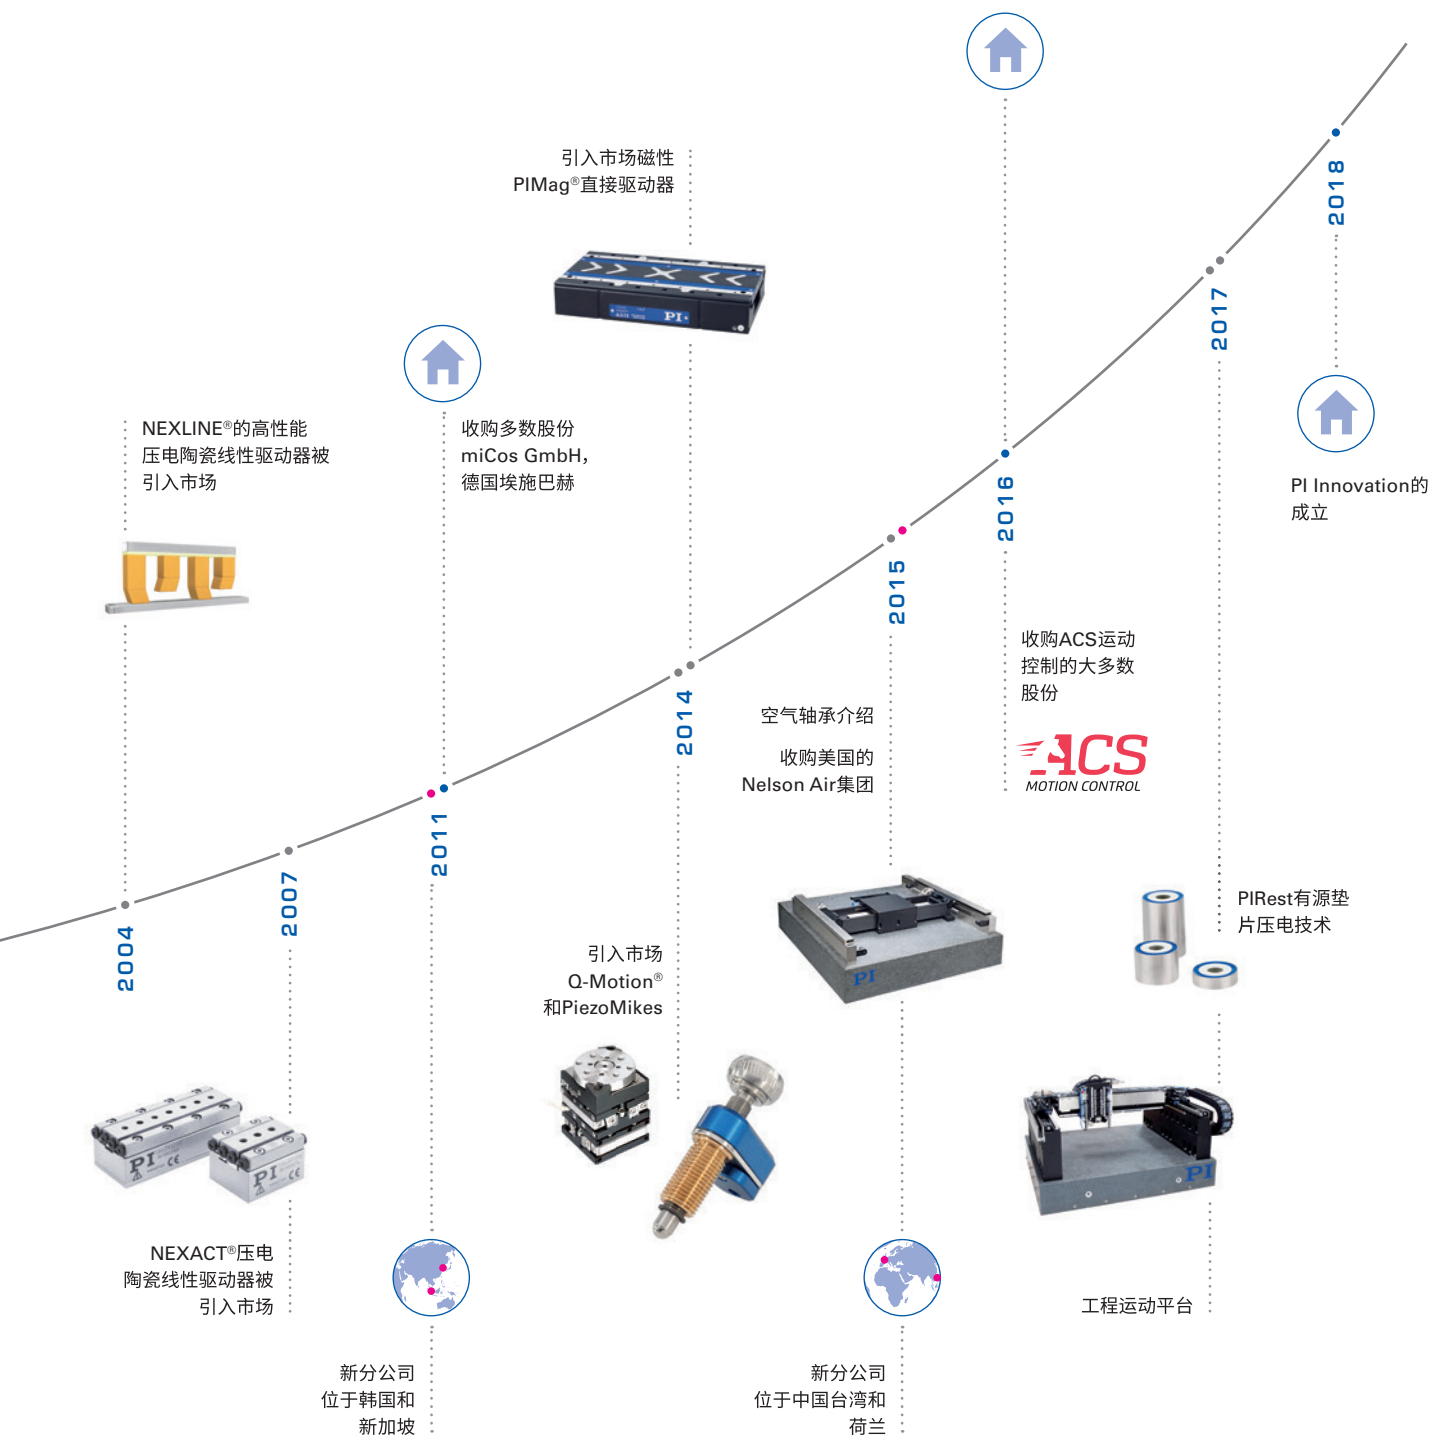 引入市场磁性
PIMag®直接驱动器
PI
2018
2017
NEXLINE®的高性能
压电陶瓷线性驱动器被
引入市场
收购多数股份
miCos GmbH，
德国埃施巴赫
PI Innovation的
成立
2016
2015
收购ACS运动
控制的大多数
股份
ACS
MOTION CONTROL
2014
空气轴承介绍
收购美国的
Nelson Air集团
2011
2007
2004
PIRest有源垫
片压电技术
引入市场
Q-Motion®
和PiezoMikes
PI
PI
CE
PI
CE
PI
NEXACT®压电
陶瓷线性驱动器被
引入市场
工程运动平台
新分公司
位于韩国和
新加坡
新分公司
位于中国台湾和
荷兰